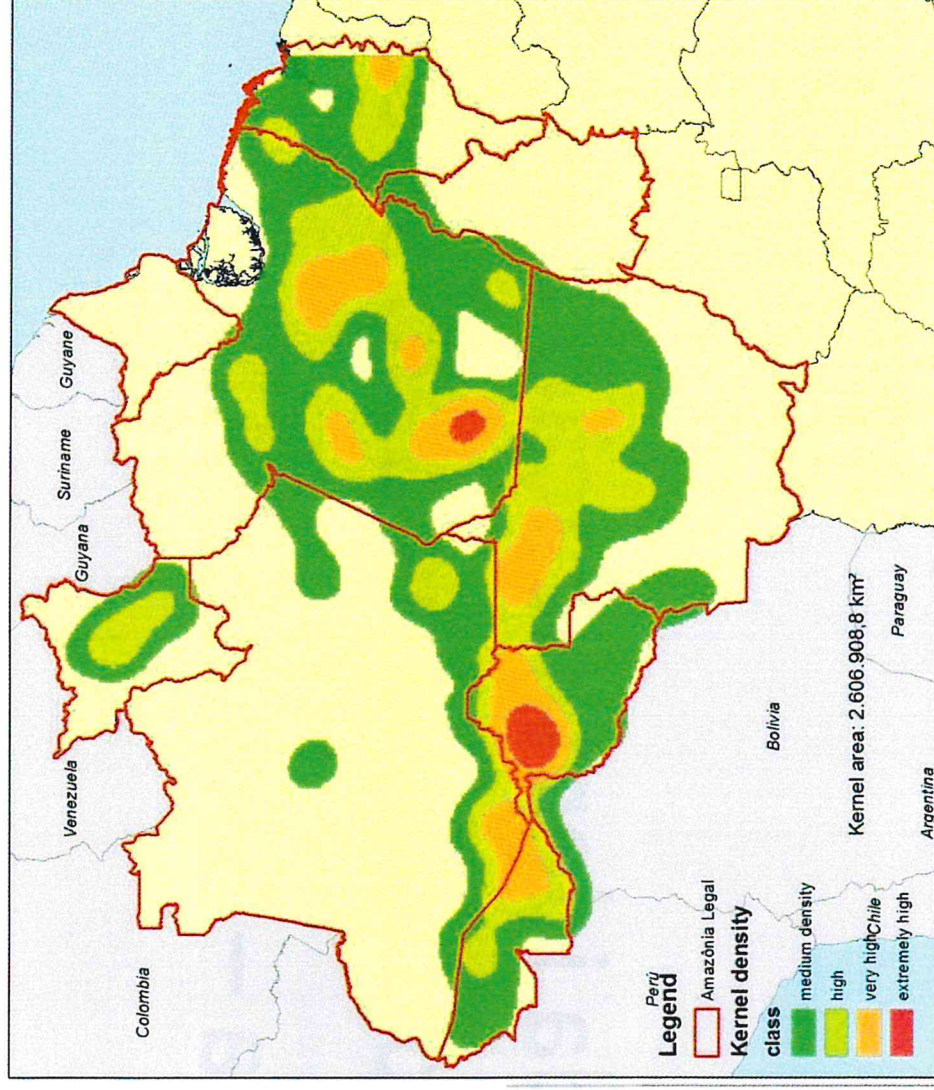 Guyane
Suriname
Guyana
Venezuela
Colombia
Perú
Bolivia
Chile
Paraguay
Argentina
Kernel area: 2.606.908,8 km²
Legend
Amazônia Legal
Kernel density
class
medium density
high
very high
extremely high